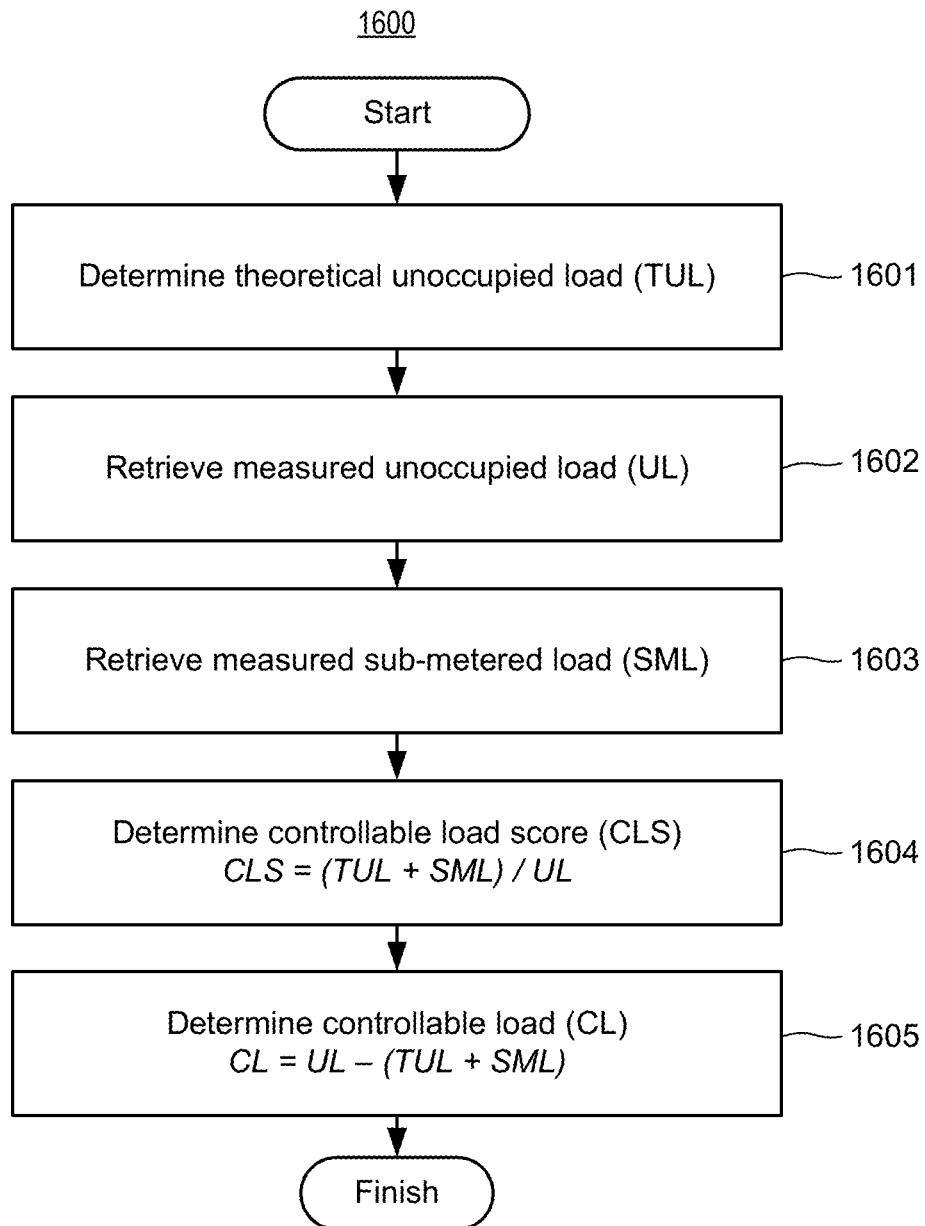 1600
Start
Determine theoretical unoccupied load (TUL)
1601
Retrieve measured unoccupied load (UL)
1602
Retrieve measured sub-metered load (SML)
1603
Determine controllable load score (CLS)
CLS = (TUL + SML) / UL
1604
Determine controllable load (CL)
CL = UL – (TUL + SML)
1605
Finish